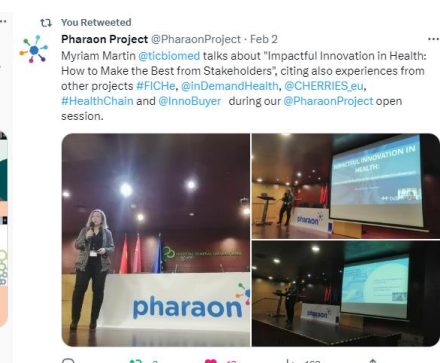 You Retweeted
Pharaon Project @PharaonProject · Feb 2
Myriam Martin @ticbiomed talks about "Impactful Innovation in Health:
How to Make the Best from Stakeholders", citing also experiences from
other projects #FICHe, @inDemandHealth, @CHERRIES_eu,
#HealthChain and @InnoBuyer during our @PharaonProject open
session.
IMPACTFUL INNOVATION IN
HEALTH:
pharaon
pharaon
pharaon